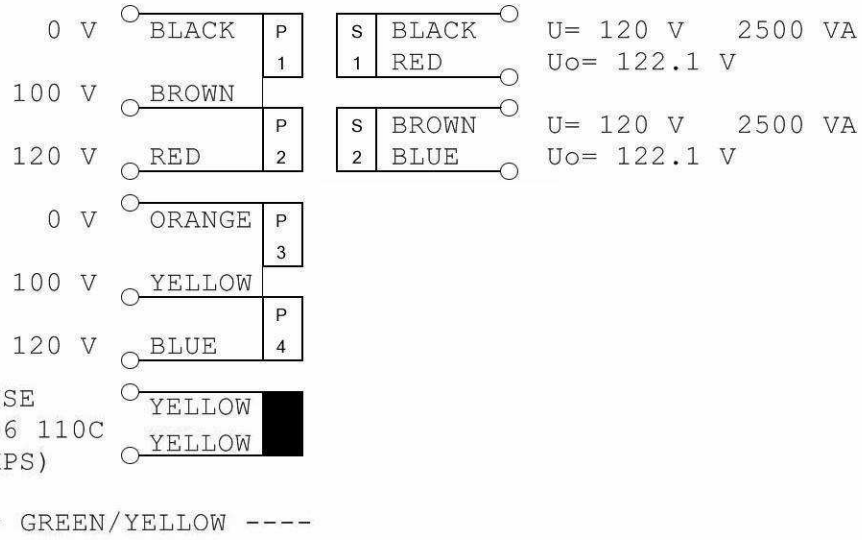 0 V BLACK P S BLACK U= 120 V 2500 VA
1 1 RED Uo= 122.1 V
100 V BROWN
P S BROWN U= 120 V 2500 VA
120 V RED 2 2 BLUE Uo= 122.1 V
0 V ORANGE P
3
100 V YELLOW
P
120 V BLUE 4
SE YELLOW
6 110C YELLOW
PS)
GREEN/YELLOW ----